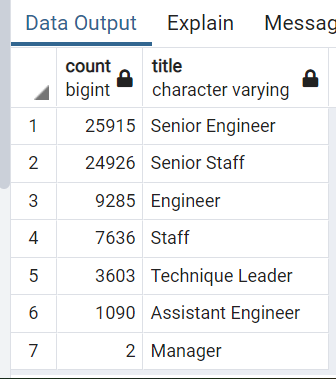 Data Output Explain Messag
count title
bigint character varying
1 25915 Senior Engineer
2 24926 Senior Staff
3 9285 Engineer
4 7636 Staff
5 3603 Technique Leader
6 1090 Assistant Engineer
7 2 Manager